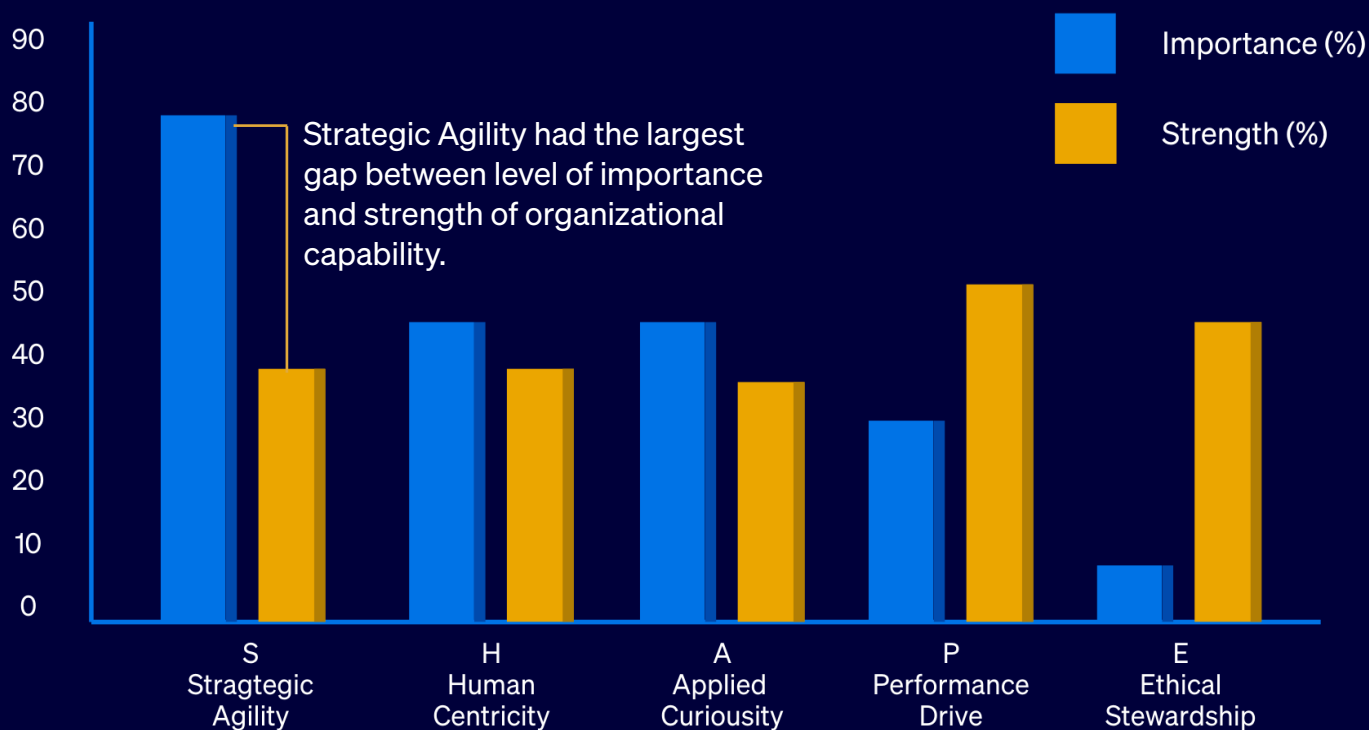 90
80
70
60
50
40
30
20
10
0
Importance (%)
Strength (%)
Strategic Agility had the largest
gap between level of importance
and strength of organizational
capability.
S
Stragtegic
Agility
H
Human
Centricity
A
Applied
Curiousity
P
Performance
Drive
E
Ethical
Stewardship